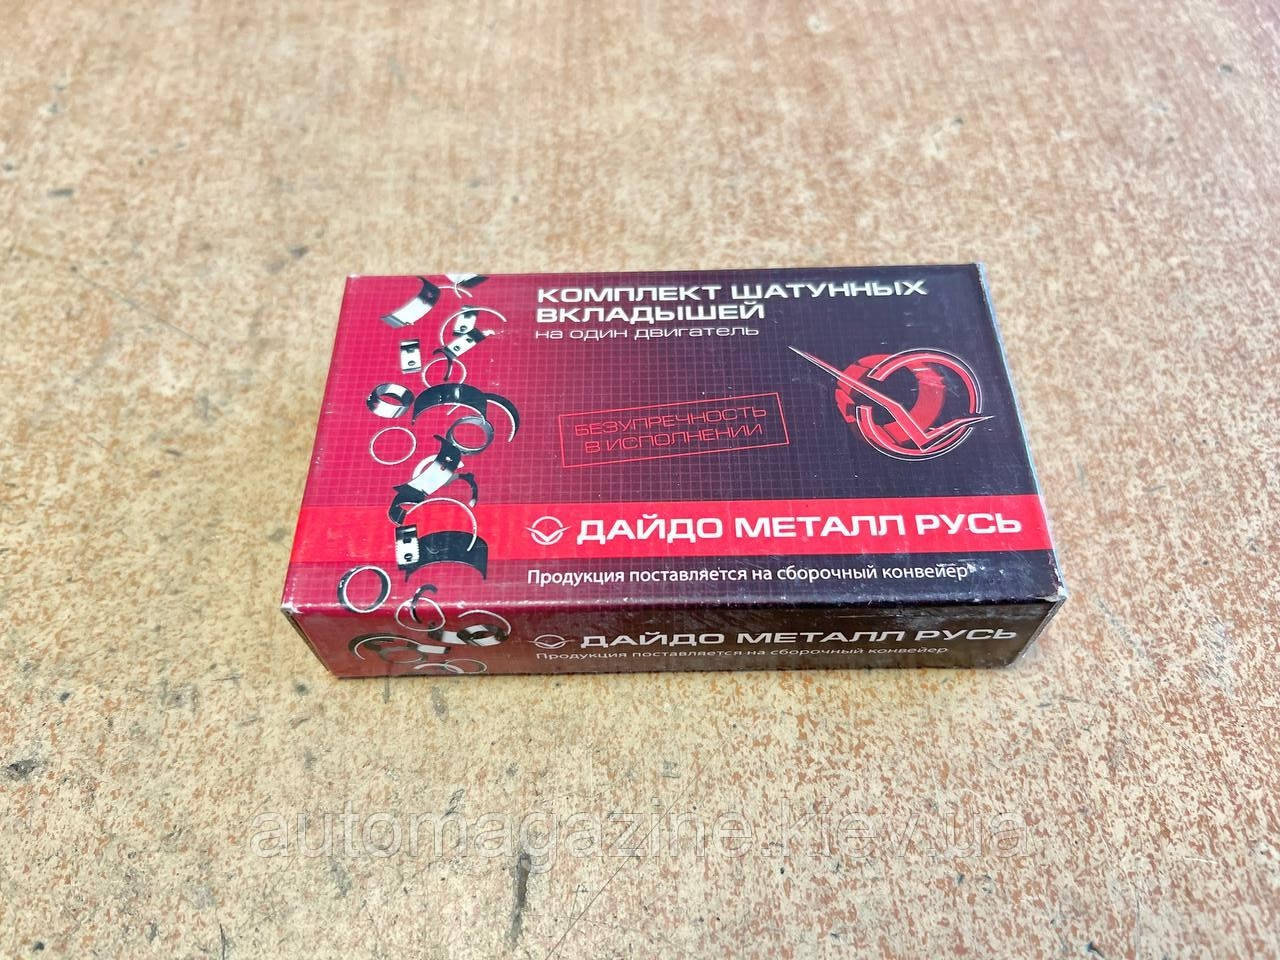 КОМПЛЕКТ ШАТУННЫХ
ВКЛАДЫШЕЙ
на один двигатель
БЕЗУПРЕЧНОСТЬ
В ИСПОЛНЕНИИ
ДАЙДО МЕТАЛЛ РУСЬ
Продукция поставляется на сборочный конвейер
ДАЙДО МЕТАЛЛ РУСЬ
Продукция поставляется на сборочный конвейер
automagazine.kiev.ua